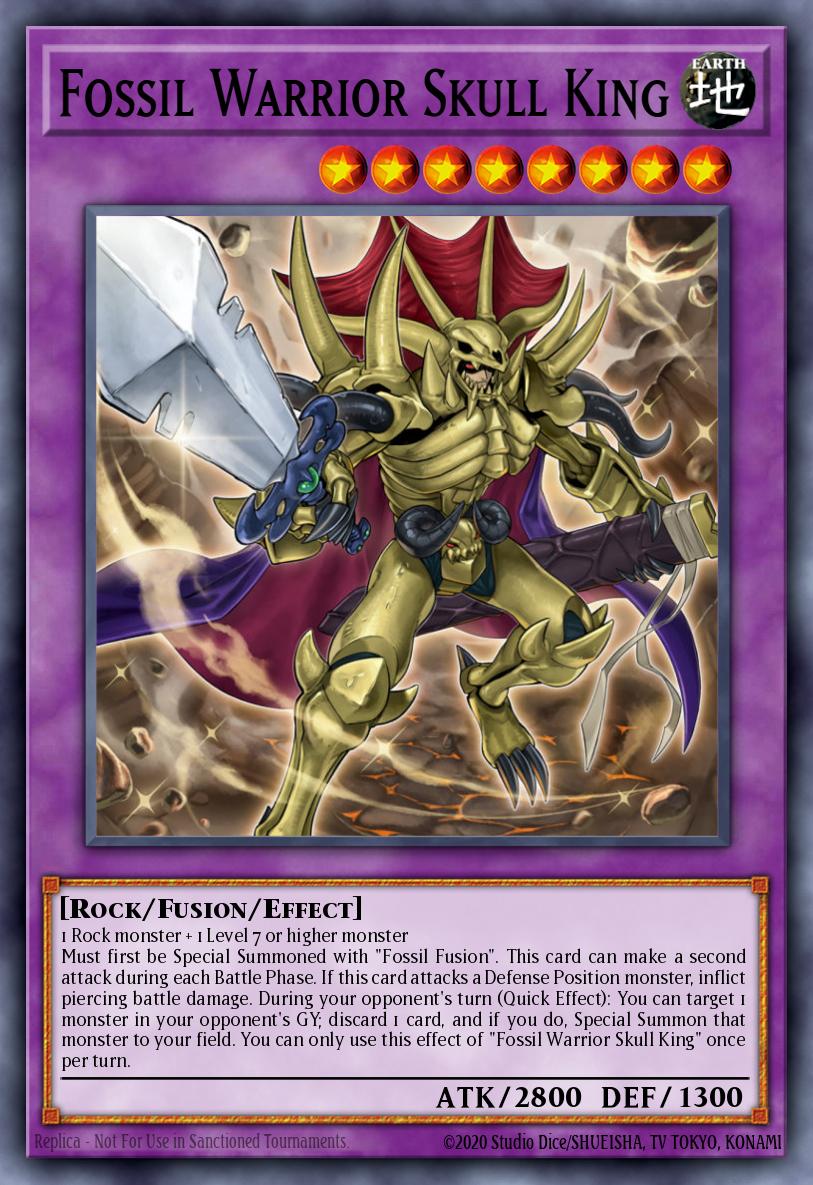 Fossil Warrior Skull King
EARTH
地
[Rock/Fusion/Effect]
1 Rock monster + 1 Level 7 or higher monster
Must first be Special Summoned with "Fossil Fusion". This card can make a second
attack during each Battle Phase. If this card attacks a Defense Position monster, inflict
piercing battle damage. During your opponent's turn (Quick Effect): You can target 1
monster in your opponent's GY; discard 1 card, and if you do, Special Summon that
monster to your field. You can only use this effect of "Fossil Warrior Skull King" once
per turn.
ATK/2800 DEF/1300
Replica - Not For Use in Sanctioned Tournaments.
©2020 Studio Dice/SHUEISHA, TV TOKYO, KONAMI